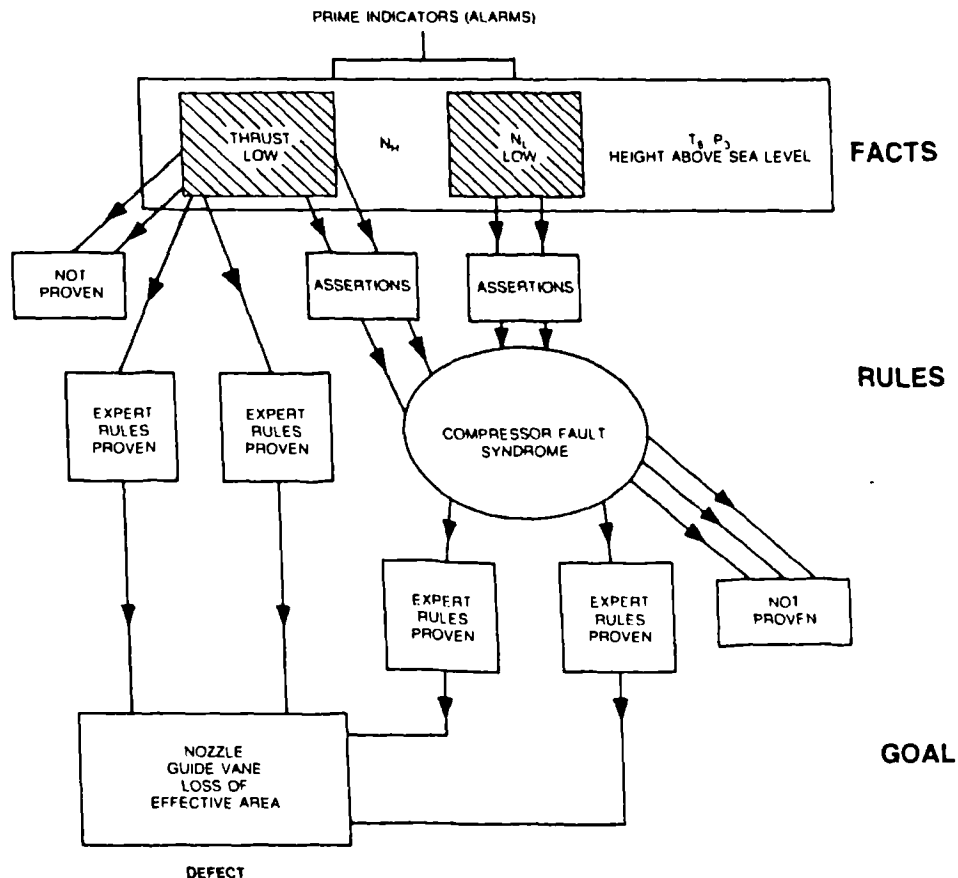 PRIME INDICATORS (ALARMS)
THRUST
LOW
N_H
N_L
LOW
T_6 P_3
HEIGHT ABOVE SEA LEVEL
FACTS
NOT
PROVEN
ASSERTIONS
ASSERTIONS
RULES
EXPERT
RULES
PROVEN
EXPERT
RULES
PROVEN
COMPRESSOR FAULT
SYNDROME
EXPERT
RULES
PROVEN
EXPERT
RULES
PROVEN
NOT
PROVEN
NOZZLE
GUIDE VANE
LOSS OF
EFFECTIVE AREA
GOAL
DEFECT